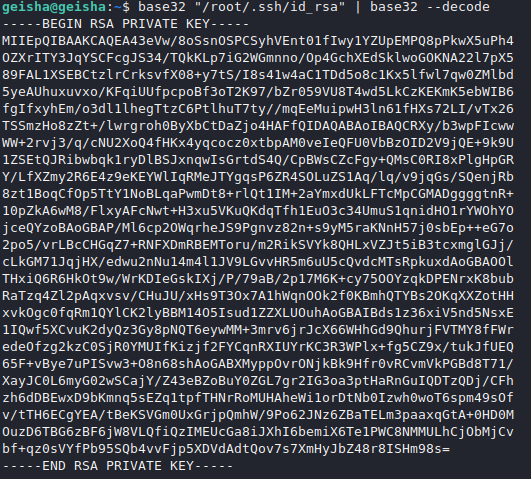 geisha@geisha:~$ base32 "/root/.ssh/id_rsa" | base32 --decode
-----BEGIN RSA PRIVATE KEY-----
MIIEpQIBAAKCAQEA43eVw/8oSsnOSPCSyhVEnt01fIwy1YZUpEMPQ8pPkwX5uPh4
OZXrITY3JqYSCFcgJS34/TQkKLp7iG2WGmnno/Op4GchXEdSklwoGOKNA22l7pX5
89FAL1XSEBCtzlrCrksvfX08+y7tS/I8s41w4aC1TDd5o8c1Kx5lfwl7qw0ZMlbd
5yeAUhuxuvxo/KFqiUUfpcpoBf3oT2K97/bZr059VU8T4wd5LkCzKEKmK5ebWIB6
fgIfxyhEm/o3dl1lhegTtzC6PtlhuT7ty//mqEeMuipwH3ln61fHXs72LI/vTx26
TSSmzHo8zZt+/lwrgroh0ByXbCtDaZjo4HAFfQIDAQABAoIBAQCRXy/b3wpFIcww
WW+2rvj3/q/cNU2XoQ4fHKx4yqcocz0xtbpAM0veIeQFU0VbBzOID2V9jQE+9k9U
1ZSEtQJRibwbqk1ryDlBSJxnqwIsGrtdS4Q/CpBWsCZcFgy+QMsC0RI8xPlgHpGR
Y/LfXZmy2R6E4z9eKEYWlIqRMeJTYgqsP6ZR4SOLuZS1Aq/lq/v9jqGs/SQenjRb
8zt1BoqCfOp5TtY1NoBLqaPwmDt8+rlQt1IM+2aYmxdUkLFTcMpCGMADggggtnR+
10pZkA6wM8/FlxyAFcNwt+H3xu5VKuQKdqTfh1EuO3c34UmuS1qnidHO1rYWOhYO
jceQYzoBAoGBAP/Ml6cp2OWqrheJS9Pgnvz82n+s9yM5raKNnH57j0sbEp++eG7o
2po5/vrLBcCHGqZ7+RNFXDmRBEMToru/m2RikSVYk8QHLxVZJt5iB3tcxmglGJj/
cLkGM71JqjHX/edwu2nNu14m4l1JV9LGvvHR5m6uU5cQvdcMTsRpkuxdAoGBAOOl
THxiQ6R6HkOt9w/WrKDIeGskIXj/P/79aB/2p17M6K+cy75OOYzqkDPENrxK8bub
RaTzq4Zl2pAqxvsv/CHuJU/xHs9T3Ox7A1hWqnOOk2f0KBmhQTYBs2OKqXXZotHH
xvkOgc0fqRm1QYlCK2lyBBM14O5Isud1ZZXLUOuhAoGBAIBds1z36xiV5nd5NsxE
1IQwf5XCvuK2dyQz3Gy8pNQT6eywMM+3mrv6jrJcX66WHhGd9QhurjFVTMY8fFWr
edeOfzg2kzC0SjR0YMUIfKizjf2FYCqnRXIUYrKC3R3WPlx+fg5CZ9x/tukJfUEQ
65F+vBye7uPISvw3+O8n68shAoGABXMyppOvrONjkBk9Hfr0vRCvmVkPGBd8T71/
XayJC0L6myG02wSCajY/Z43eBZoBuY0ZGL7gr2IG3oa3ptHaRnGuIQDTzQDj/CFh
zh6dDBEwxD9bKmnq5sEZq1tpfTHNrRoMUHAheWi1orDtNb0Izwh0woT6spm49sOf
v/tTH6ECgYEA/tBeKSVGm0UxGrjpQmhW/9Po62JNz6ZBaTELm3paaxqGtA+0HD0M
OuzD6TBG6zBF6jW8VLQfiQzIMEUcGa8iJXhI6bemiX6Te1PWC8NMMULhCjObMjCv
bf+qz0sVYfPb95SQb4vvFjp5XDVdAdtQov7s7XmHyJbZ48r8ISHm98s=
-----END RSA PRIVATE KEY-----